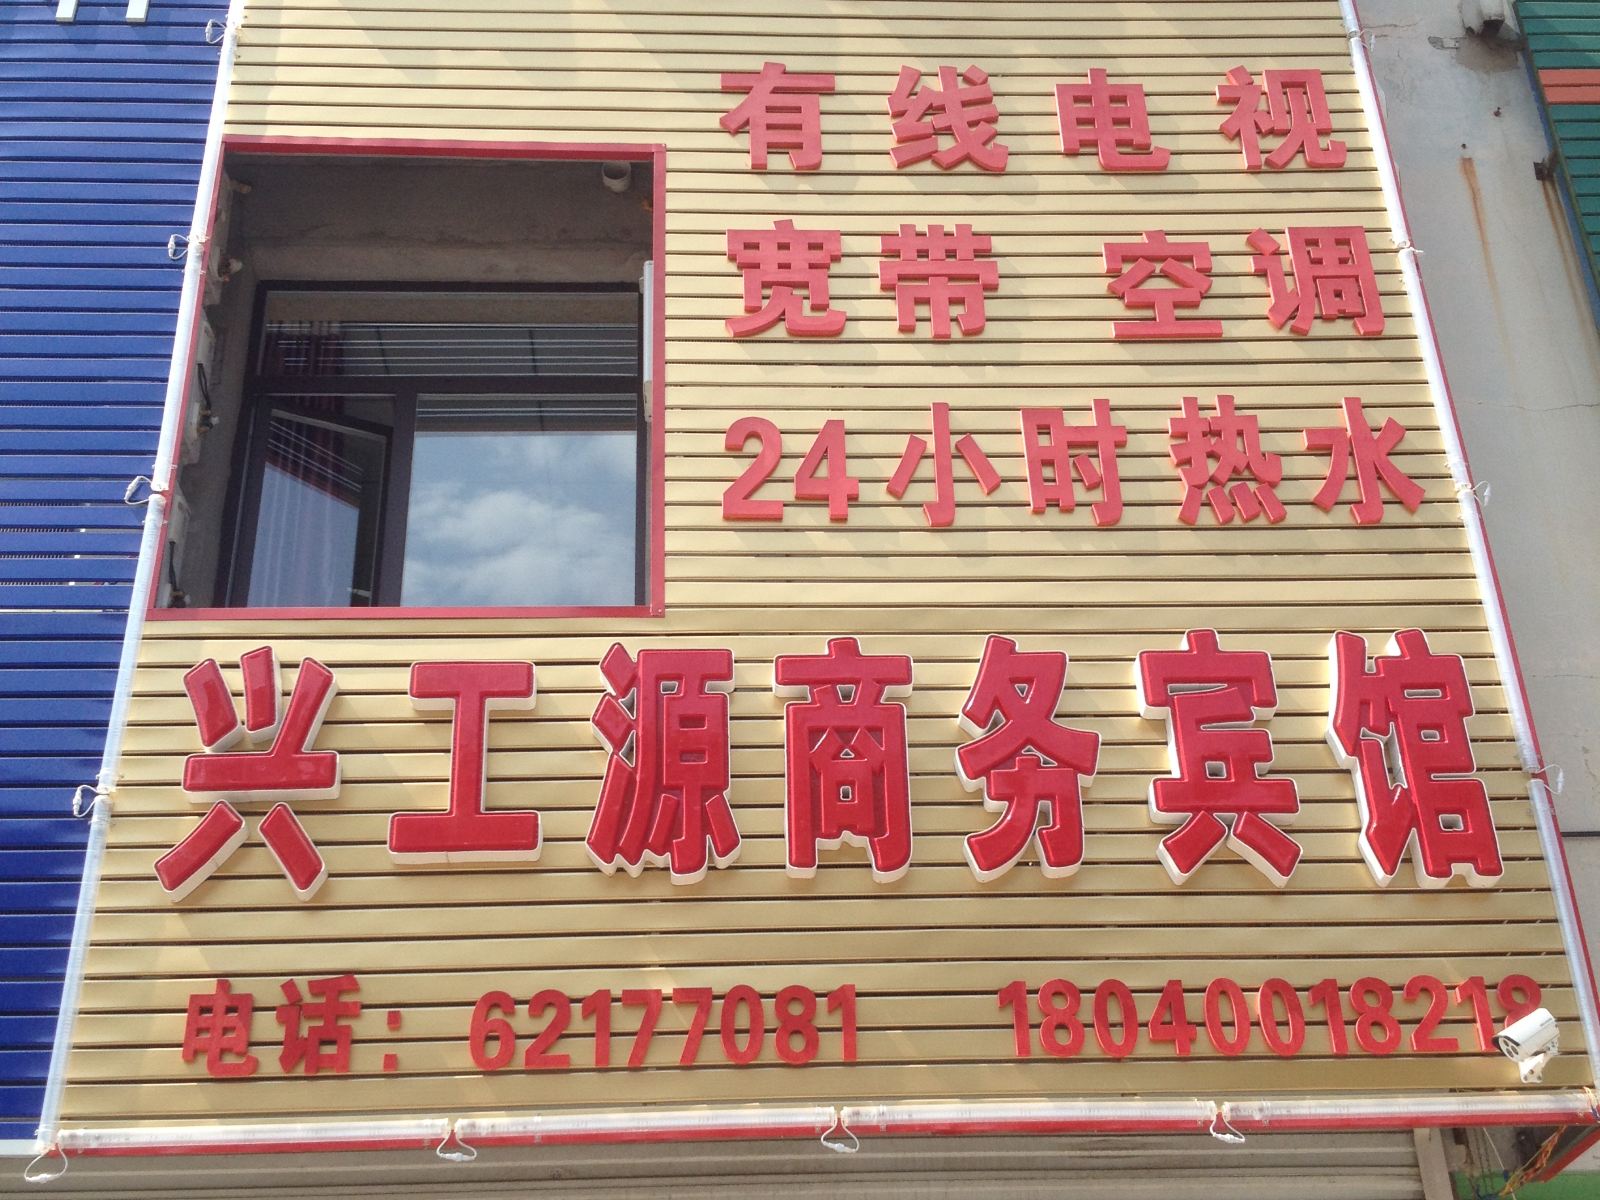 有线电视
宽带 空调
24小时热水
兴工源商务宾馆
电话：62177081 18040018218